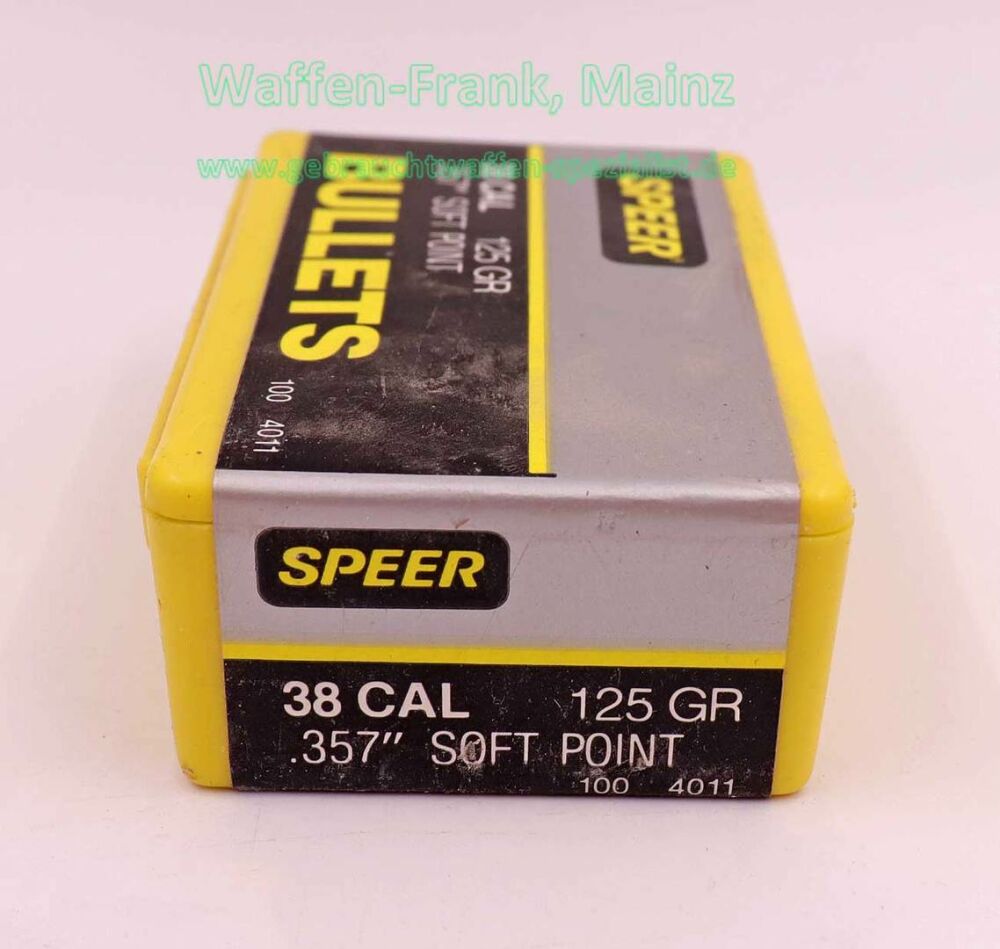 Waffen-Frank, Mainz
www.gebrauchtwaffen-spezialist.de
SPEER
CAL 125 GR
SOFT POINT
BULLETS
100 4011
SPEER
38 CAL 125 GR
.357" SOFT POINT
100 4011